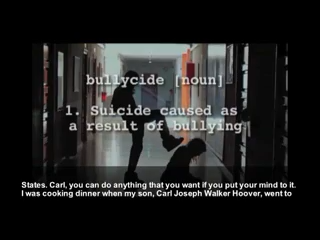 bullycide [noun]
1. Suicide caused as
a result of bullying.
States. Carl, you can do anything that you want if you put your mind to it.
I was cooking dinner when my son, Carl Joseph Walker Hoover, went to